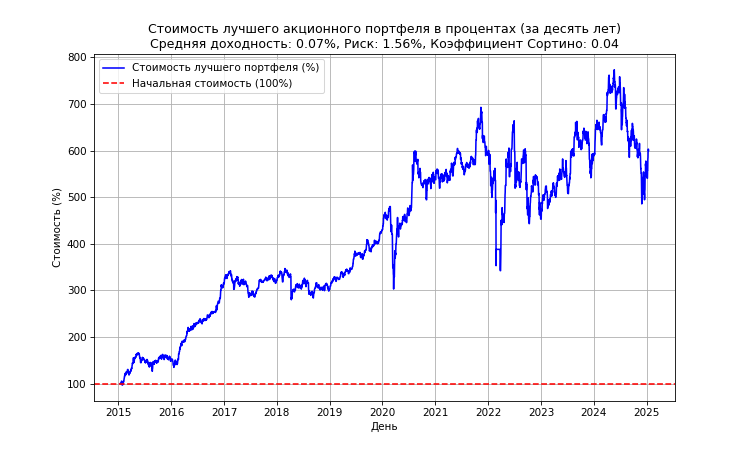 Стоимость лучшего акционного портфеля в процентах (за десять лет)
Средняя доходность: 0.07%, Риск: 1.56%, Коэффициент Сортино: 0.04
Стоимость лучшего портфеля (%)
Начальная стоимость (100%)
Стоимость (%)
800
700
600
500
400
300
200
100
2015 2016 2017 2018 2019 2020 2021 2022 2023 2024 2025
День